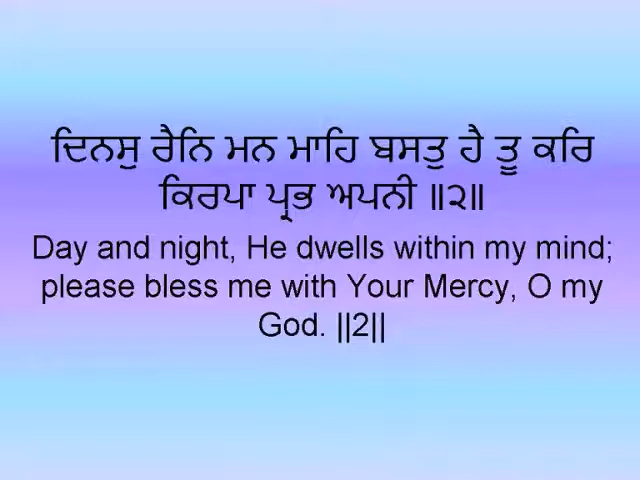 ਦਿਨਸੁ ਰੈਨਿ ਮਨ ਮਾਹਿ ਬਸਤੁ ਹੈ ਤੂ ਕਰਿ
ਕਿਰਪਾ ਪ੍ਰਭ ਅਪਨੀ ॥੨॥
Day and night, He dwells within my mind;
please bless me with Your Mercy, O my
God. ||2||